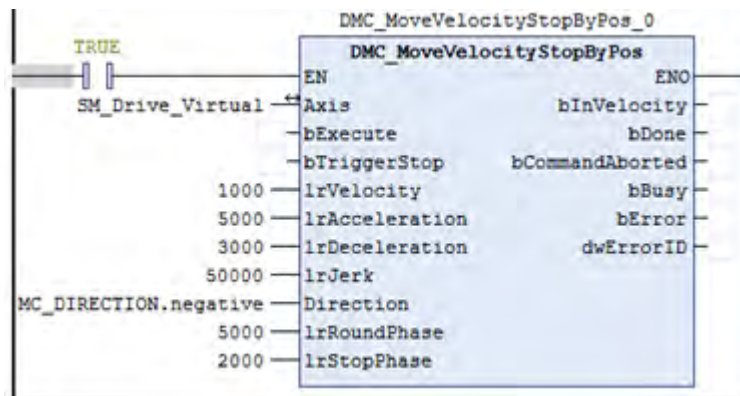 DMC_MoveVelocityStopByPos_0
TRUE
DMC_MoveVelocityStopByPos
EN ENO
SM_Drive_Virtual Axis bInVelocity
bExecute bDone
bTriggerStop bCommandAborted
1000 lrVelocity bBusy
5000 lrAcceleration bError
3000 lrDeceleration dwErrorID
50000 lrJerk
MC_DIRECTION.negative Direction
5000 lrRoundPhase
2000 lrStopPhase